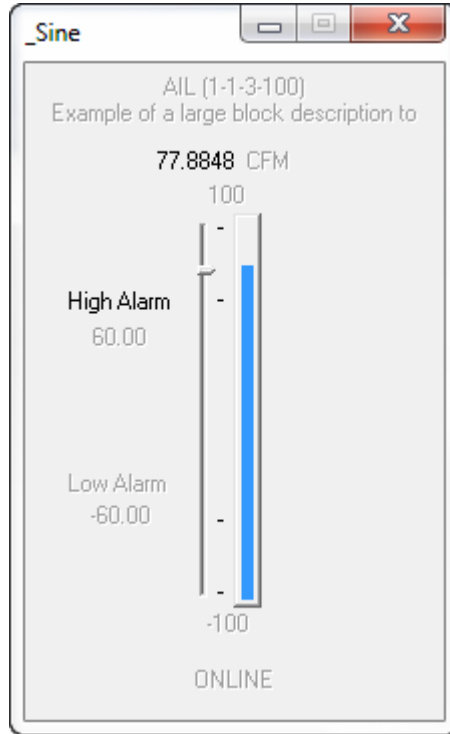 _Sine
AIL (1-1-3-100)
Example of a large block description to
77.8848 CFM
100
High Alarm
60.00
Low Alarm
-60.00
-100
ONLINE